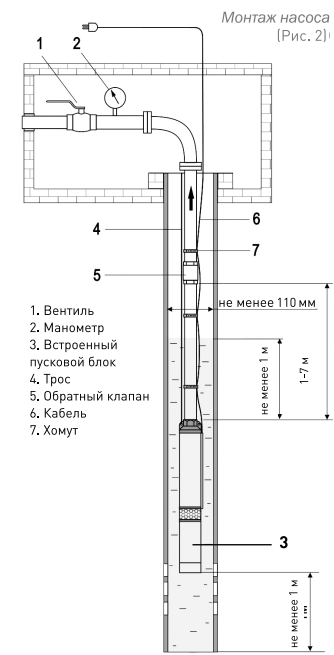 Монтаж насоса
(Рис. 2)
1
2
6
4
7
5
не менее 110 мм
1. Вентиль
2. Манометр
3. Встроенный
пусковой блок
4. Трос
5. Обратный клапан
6. Кабель
7. Хомут
не менее 1 м
1-7 м
3
не менее 1 м